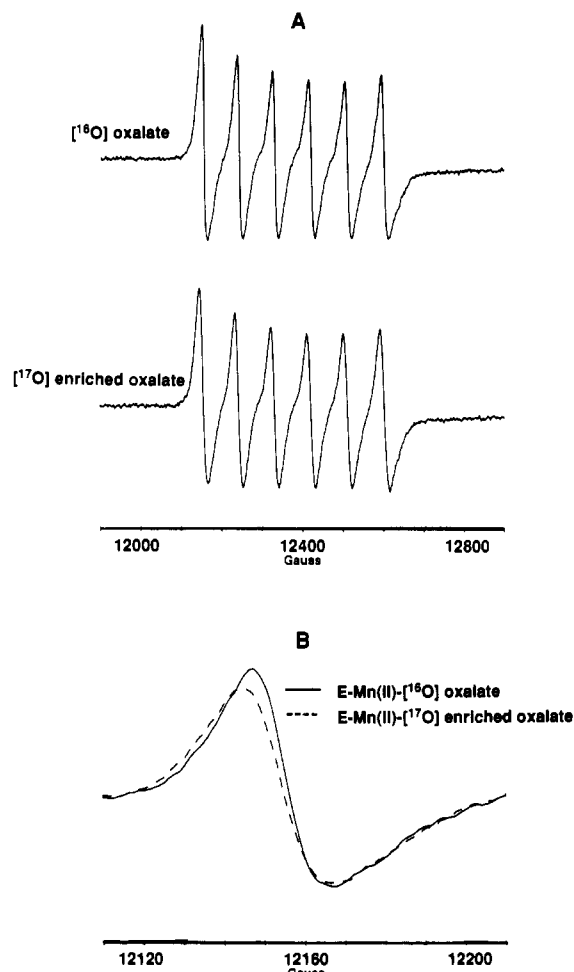 A
[¹⁶O] oxalate
[¹⁷O] enriched oxalate
12000 12400 12800
Gauss
B
E-Mn(II)-[¹⁶O] oxalate
E-Mn(II)-[¹⁷O] enriched oxalate
12120 12160 12200
Gauss